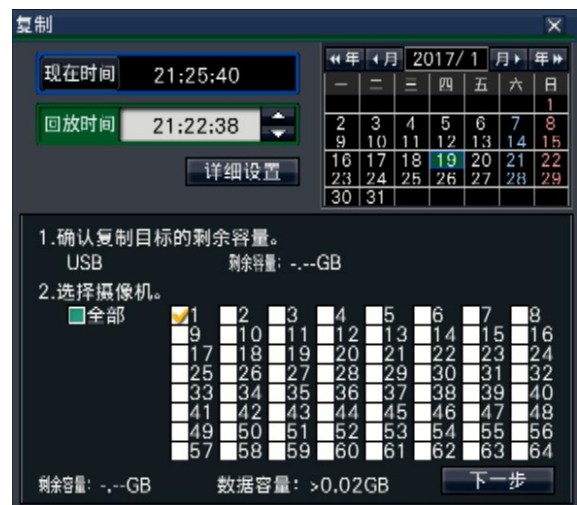 复制
现在时间 21:25:40
回放时间 21:22:38
详细设置
年 月 2017/ 1 月 年
一 二 三 四 五 六 日
1
2 3 4 5 6 7 8
9 10 11 12 13 14 15
16 17 18 19 20 21 22
23 24 25 26 27 28 29
30 31
1.确认复制目标的剩余容量。
USB 剩余容量: -.--GB
2.选择摄像机。
全部 1 2 3 4 5 6 7 8
9 10 11 12 13 14 15 16
17 18 19 20 21 22 23 24
25 26 27 28 29 30 31 32
33 34 35 36 37 38 39 40
41 42 43 44 45 46 47 48
49 50 51 52 53 54 55 56
57 58 59 60 61 62 63 64
剩余容量: -.--GB 数据容量: >0.02GB 下一步